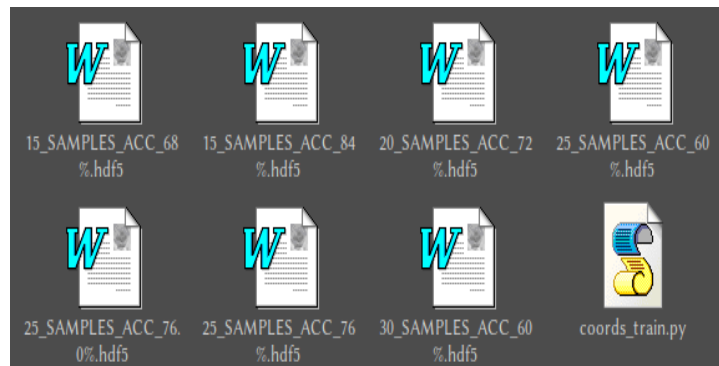 15_SAMPLES_ACC_68
%.hdf5
15_SAMPLES_ACC_84
%.hdf5
20_SAMPLES_ACC_72
%.hdf5
25_SAMPLES_ACC_60
%.hdf5
25_SAMPLES_ACC_76.
0%.hdf5
25_SAMPLES_ACC_76
%.hdf5
30_SAMPLES_ACC_60
%.hdf5
coords_train.py